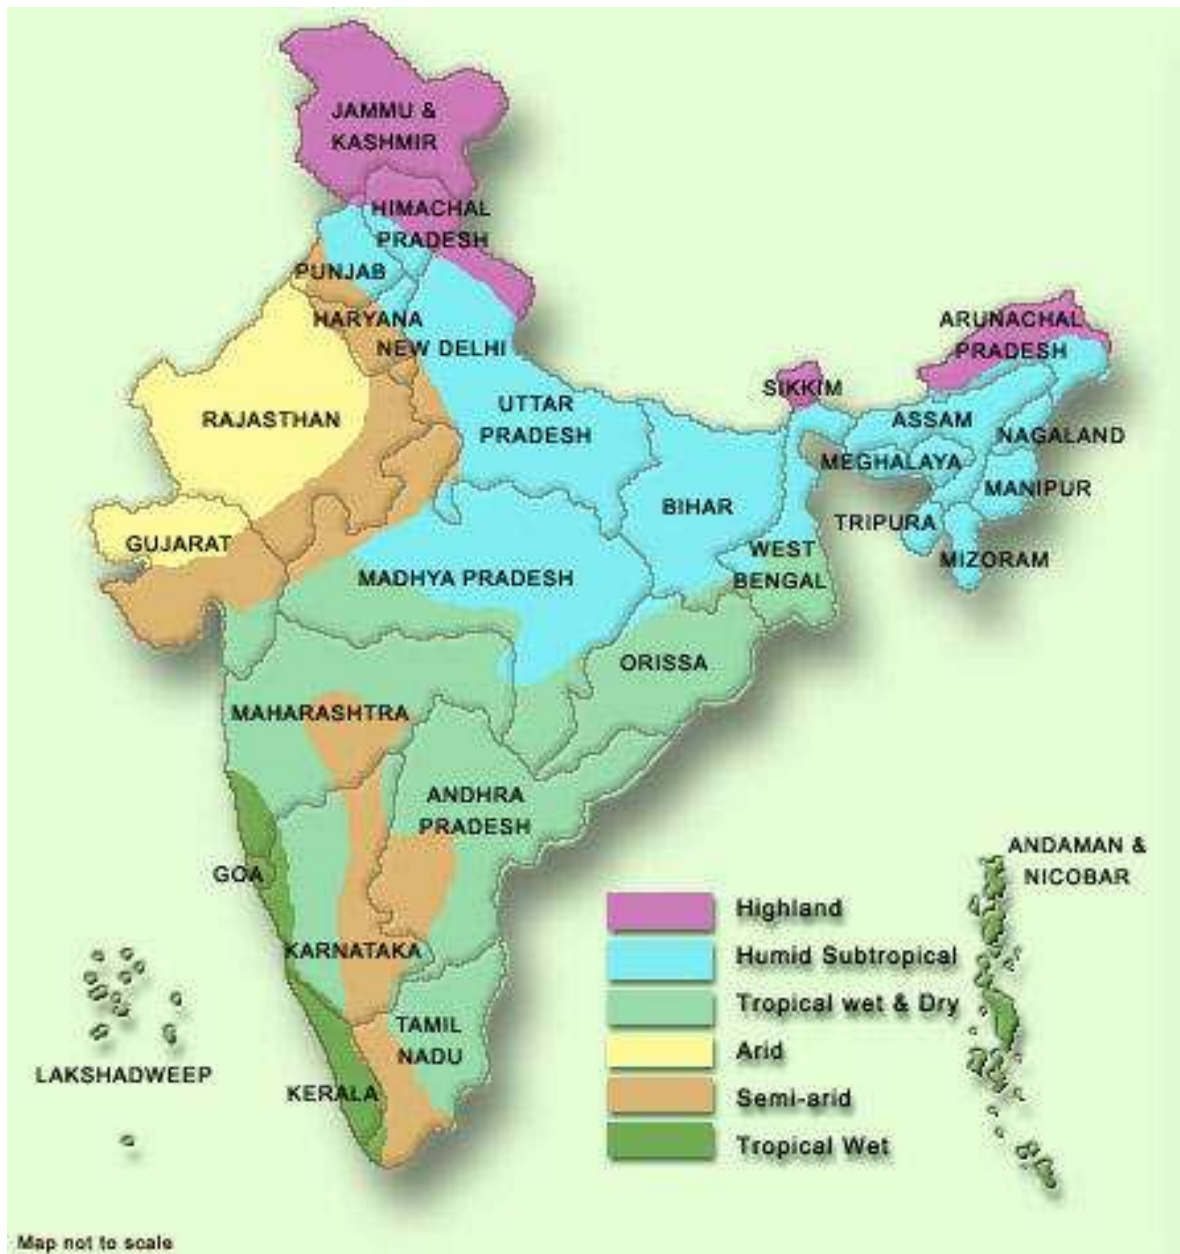 JAMMU &
KASHMIR
HIMACHAL
PRADESH
PUNJAB
HARYANA
NEW DELHI
ARUNACHAL
PRADESH
SIKKIM
RAJASTHAN
UTTAR
PRADESH
ASSAM
NAGALAND
MEGHALAYA
MANIPUR
BIHAR
TRIPURA
GUJARAT
WEST
BENGAL
MIZORAM
MADHYA PRADESH
ORISSA
MAHARASHTRA
ANDHRA
PRADESH
GOA
KARNATAKA
TAMIL
NADU
LAKSHADWEEP
KERALA
ANDAMAN &
NICOBAR
Highland
Humid Subtropical
Tropical wet & Dry
Arid
Semi-arid
Tropical Wet
Map not to scale